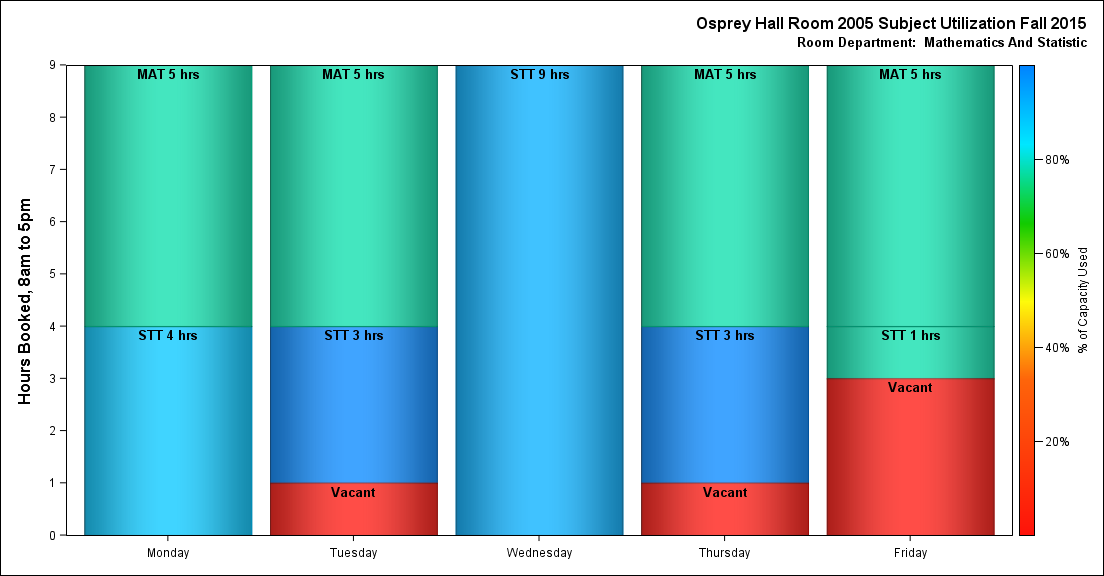 Osprey Hall Room 2005 Subject Utilization Fall 2015
Room Department:  Mathematics And Statistic
Hours Booked, 8am to 5pm
9
8
7
6
5
4
3
2
1
0
MAT 5 hrs
STT 4 hrs
MAT 5 hrs
STT 3 hrs
Vacant
STT 9 hrs
MAT 5 hrs
STT 3 hrs
Vacant
MAT 5 hrs
STT 1 hrs
Vacant
Monday
Tuesday
Wednesday
Thursday
Friday
80%
60%
40%
20%
% of Capacity Used